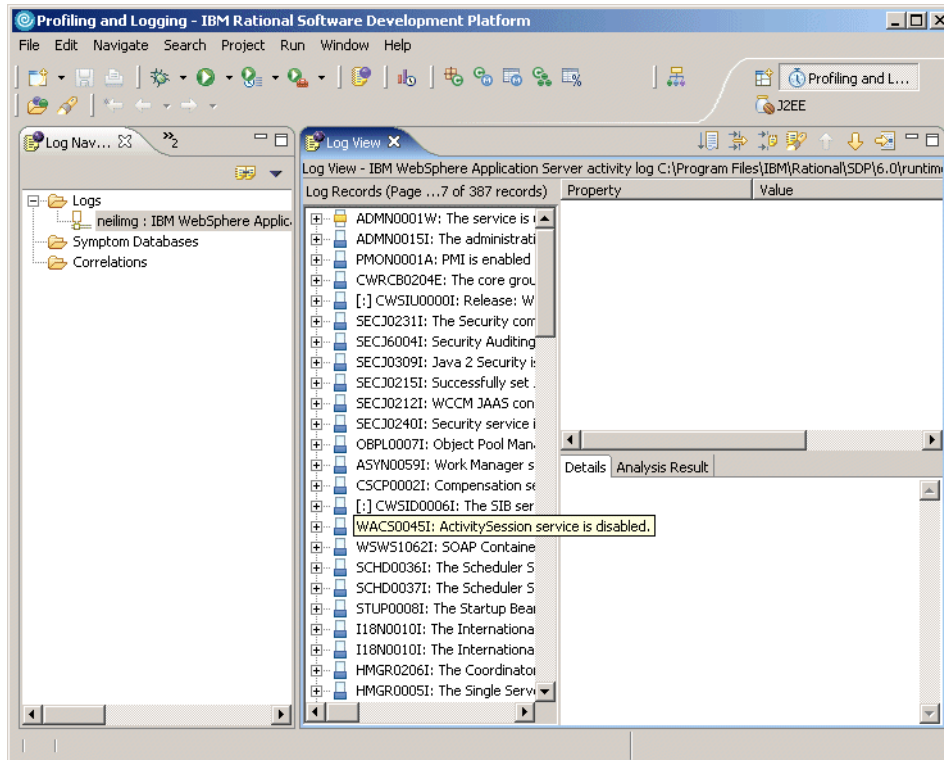 Profiling and Logging - IBM Rational Software Development Platform
File Edit Navigate Search Project Run Window Help
Profiling and L...
J2EE
Log Nav...
»2
Log View
Log View - IBM WebSphere Application Server activity log C:\Program Files\IBM\Rational\SDP\6.0\runtim
Log Records (Page ...7 of 387 records)
Property
Value
Logs
neilimg : IBM WebSphere Applic
Symptom Databases
Correlations
ADMN0001W: The service is
ADMN0015I: The administrati
PMON0001A: PMI is enabled
CWRCB0204E: The core grou
[:] CWSIU0000I: Release: W
SECJ0231I: The Security com
SECJ6004I: Security Auditing
SECJ0309I: Java 2 Security is
SECJ0215I: Successfully set
SECJ0212I: WCCM JAAS con
SECJ0240I: Security service i
OBPL0007I: Object Pool Man
ASYN0059I: Work Manager s
CSCP0002I: Compensation se
[:] CWSID0006I: The SIB ser
WACS0045I: ActivitySession service is disabled.
WSWS1062I: SOAP Containe
SCHD0036I: The Scheduler S
SCHD0037I: The Scheduler S
STUP0008I: The Startup Bea
I18N0010I: The Internationa
I18N0010I: The Internationa
HMGR0206I: The Coordinato
HMGR0005I: The Single Serv
Details
Analysis Result